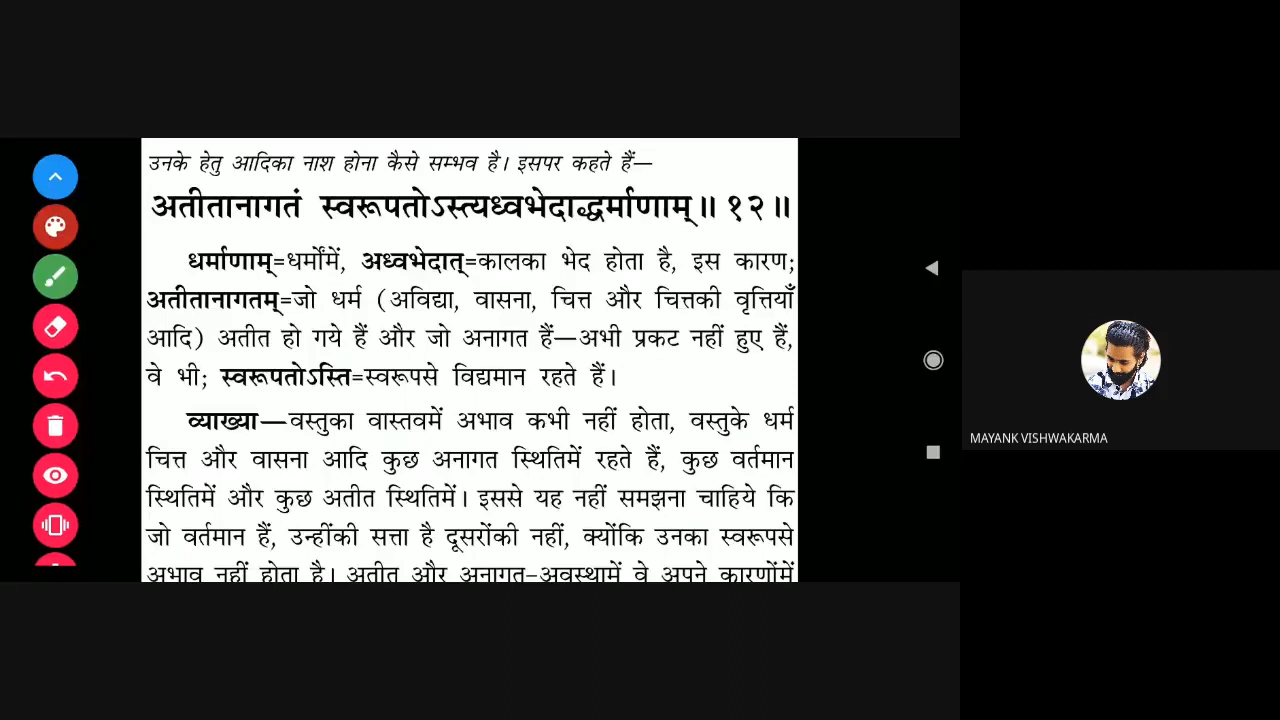 उनके हेतु आदिका नाश होना कैसे सम्भव है। इसपर कहते हैं—
अतीतानागतं स्वरूपतोऽस्त्यध्वभेदाद्धर्माणाम्॥ १२॥
धर्माणाम्=धर्मोंमें, अध्वभेदात्=कालका भेद होता है, इस कारण;
अतीतानागतम्=जो धर्म (अविद्या, वासना, चित्त और चित्तकी वृत्तियाँ
आदि) अतीत हो गये हैं और जो अनागत हैं—अभी प्रकट नहीं हुए हैं,
वे भी; स्वरूपतोऽस्ति=स्वरूपसे विद्यमान रहते हैं।
व्याख्या—वस्तुका वास्तवमें अभाव कभी नहीं होता, वस्तुके धर्म
चित्त और वासना आदि कुछ अनागत स्थितिमें रहते हैं, कुछ वर्तमान
स्थितिमें और कुछ अतीत स्थितिमें। इससे यह नहीं समझना चाहिये कि
जो वर्तमान हैं, उन्हींकी सत्ता है दूसरोंकी नहीं, क्योंकि उनका स्वरूपसे
अभाव नहीं होता है। अतीत और अनागत-अवस्थामें वे अपने कारणोंमें
MAYANK VISHWAKARMA